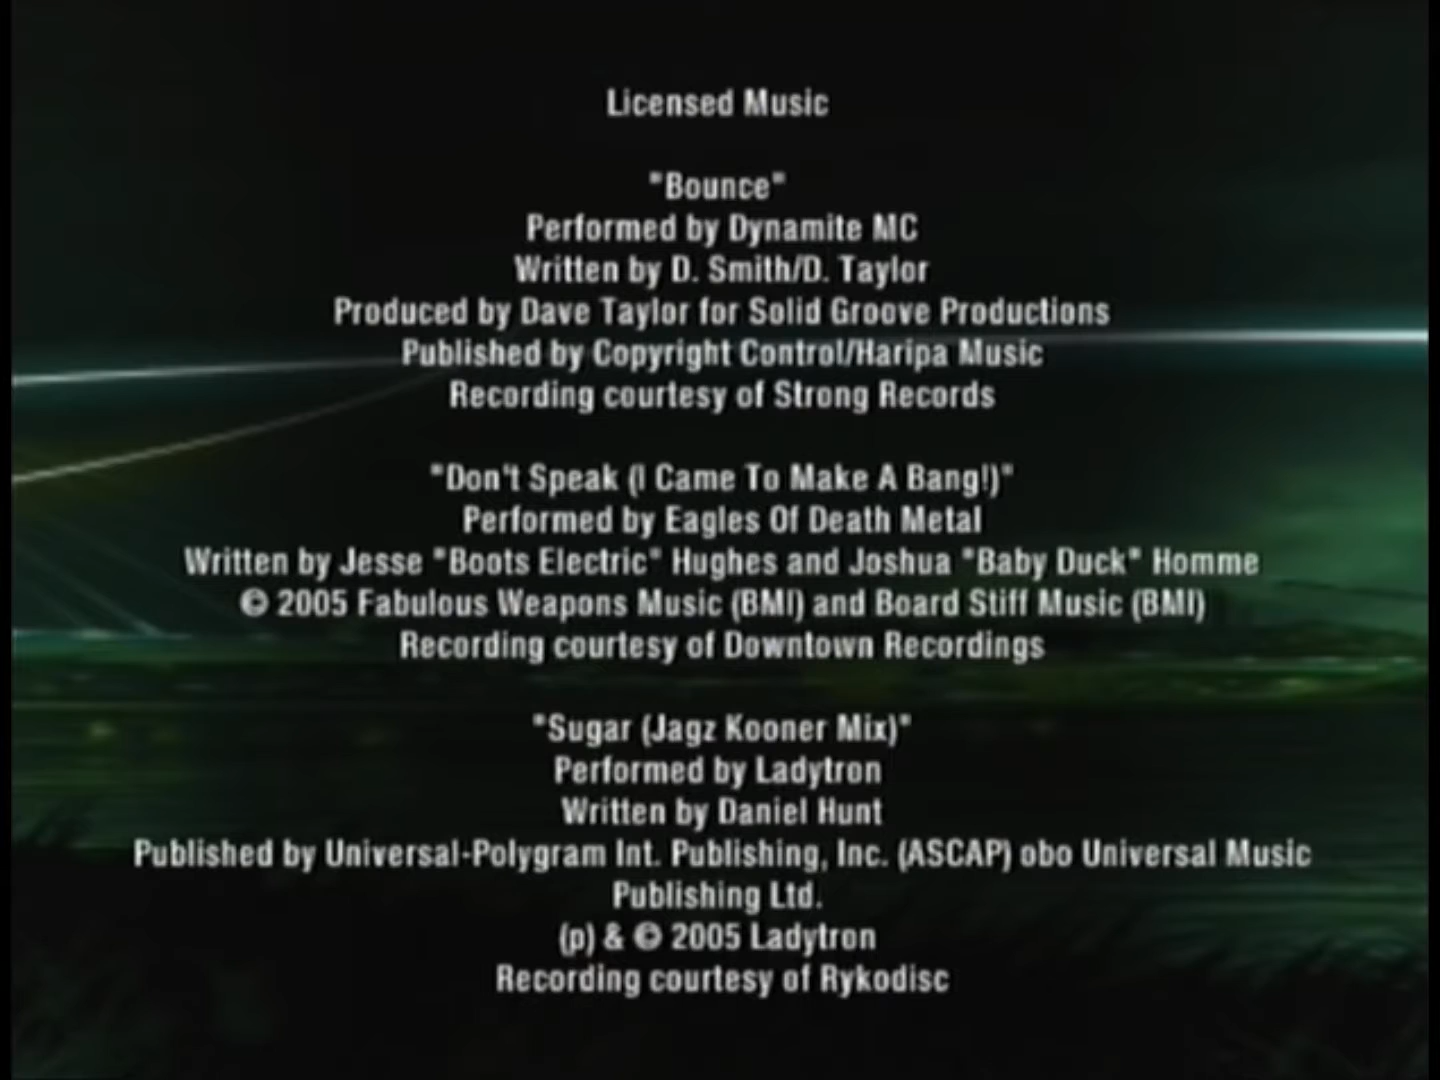 Licensed Music
"Bounce"
Performed by Dynamite MC
Written by D. Smith/D. Taylor
Produced by Dave Taylor for Solid Groove Productions
Published by Copyright Control/Haripa Music
Recording courtesy of Strong Records
"Don't Speak (I Came To Make A Bang!)"
Performed by Eagles Of Death Metal
Written by Jesse "Boots Electric" Hughes and Joshua "Baby Duck" Homme
© 2005 Fabulous Weapons Music (BMI) and Board Stiff Music (BMI)
Recording courtesy of Downtown Recordings
"Sugar (Jagz Kooner Mix)"
Performed by Ladytron
Written by Daniel Hunt
Published by Universal-Polygram Int. Publishing, Inc. (ASCAP) obo Universal Music
Publishing Ltd.
(p) & © 2005 Ladytron
Recording courtesy of Rykodisc